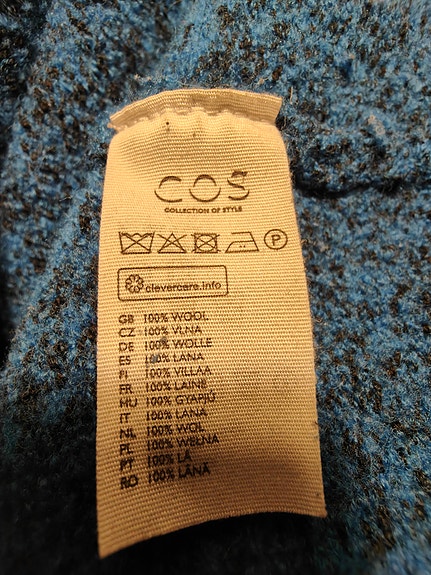 COS
COLLECTION OF STYLE
P
clevercare.info
GB 100% WOOL
CZ 100% VLNA
DE 100% WOLLE
ES 100% LANA
FI 100% VILLAA
FR 100% LAINE
HU 100% GYAPJÚ
IT 100% LANA
NL 100% WOL
PL 100% WEŁNA
PT 100% LÃ
RO 100% LÂNĂ